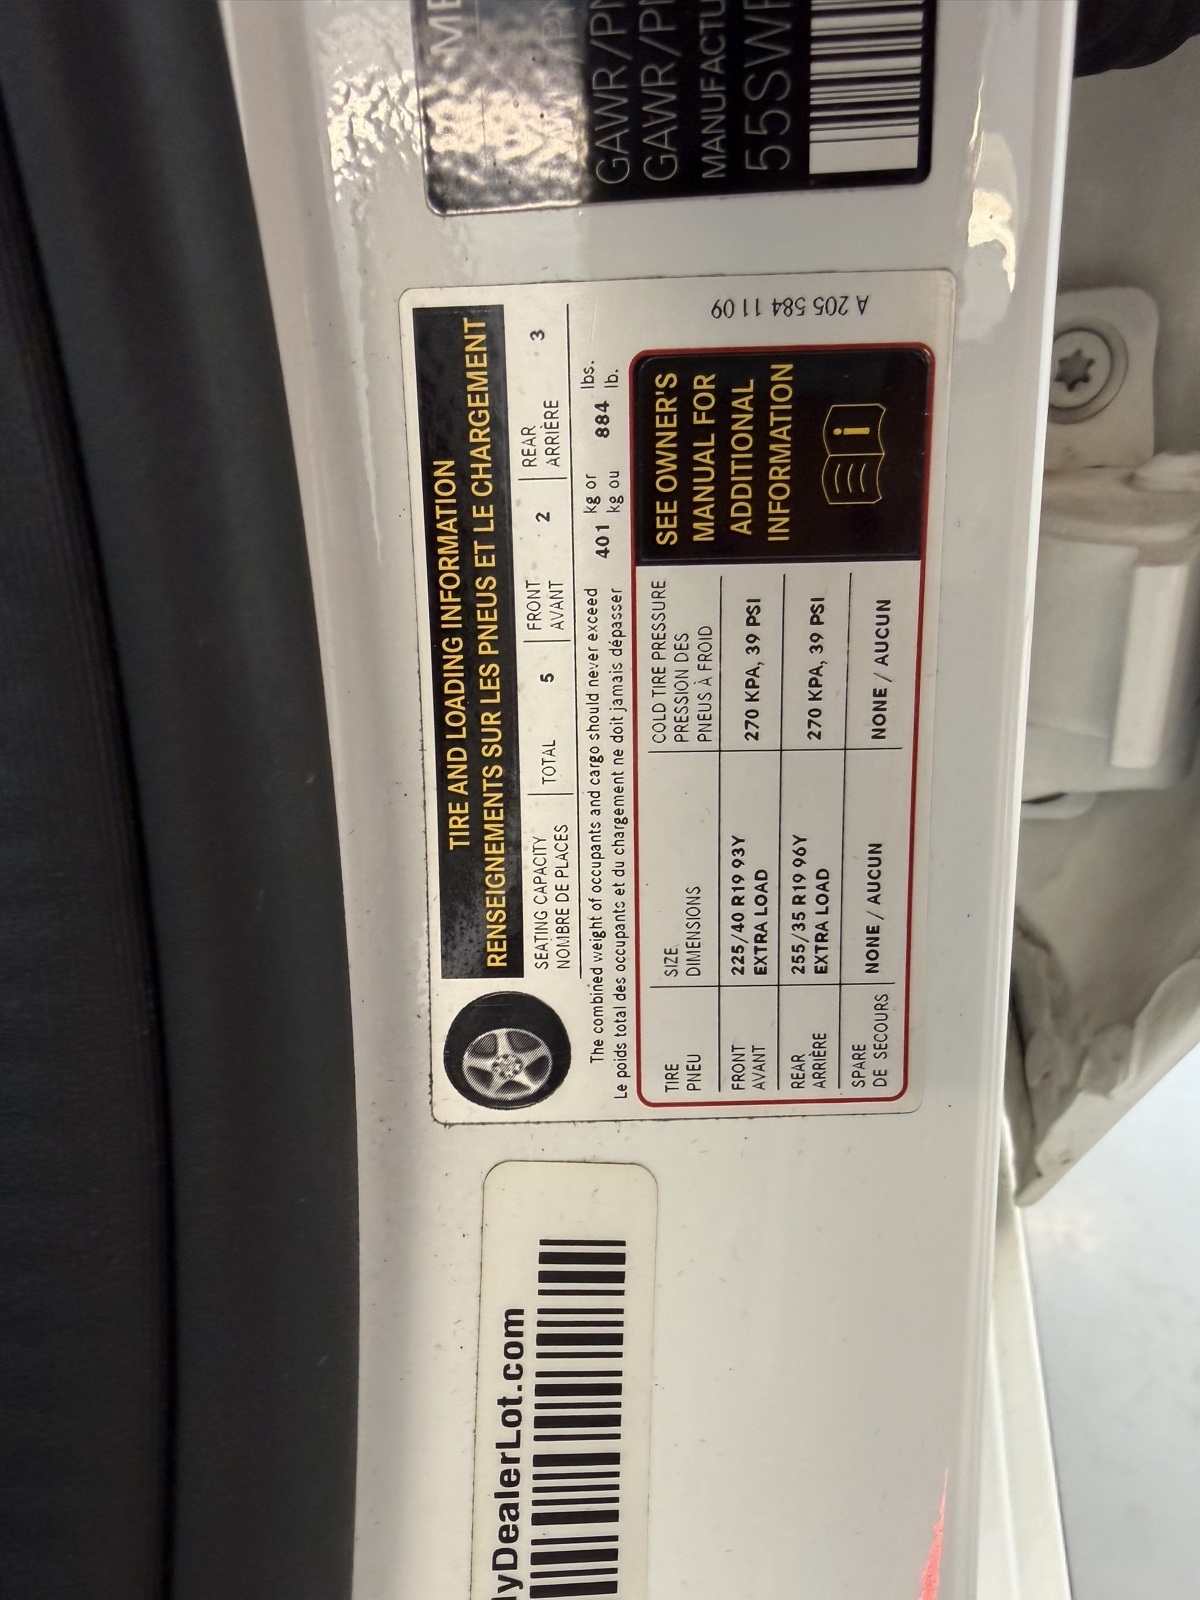 GAWR/P
GAWR/P
MANUFACTU
55SW
TIRE AND LOADING INFORMATION
RENSEIGNEMENTS SUR LES PNEUS ET LE CHARGEMENT
SEATING CAPACITY TOTAL 5 FRONT 2 REAR 3
NOMBRE DE PLACES AVANT ARRIÈRE
The combined weight of occupants and cargo should never exceed 401 kg or 884 lbs.
Le poids total des occupants et du chargement ne doit jamais dépasser kg ou lb.
TIRE SIZE COLD TIRE PRESSURE
PNEU DIMENSIONS PRESSION DES
PNEUS À FROID
FRONT 225/40 R19 93Y 270 KPA, 39 PSI
AVANT EXTRA LOAD
REAR 255/35 R19 96Y 270 KPA, 39 PSI
ARRIÈRE EXTRA LOAD
SPARE NONE / AUCUN NONE / AUCUN
DE SECOURS
SEE OWNER'S
MANUAL FOR
ADDITIONAL
INFORMATION
A 205 584 11 09
yDealerLot.com